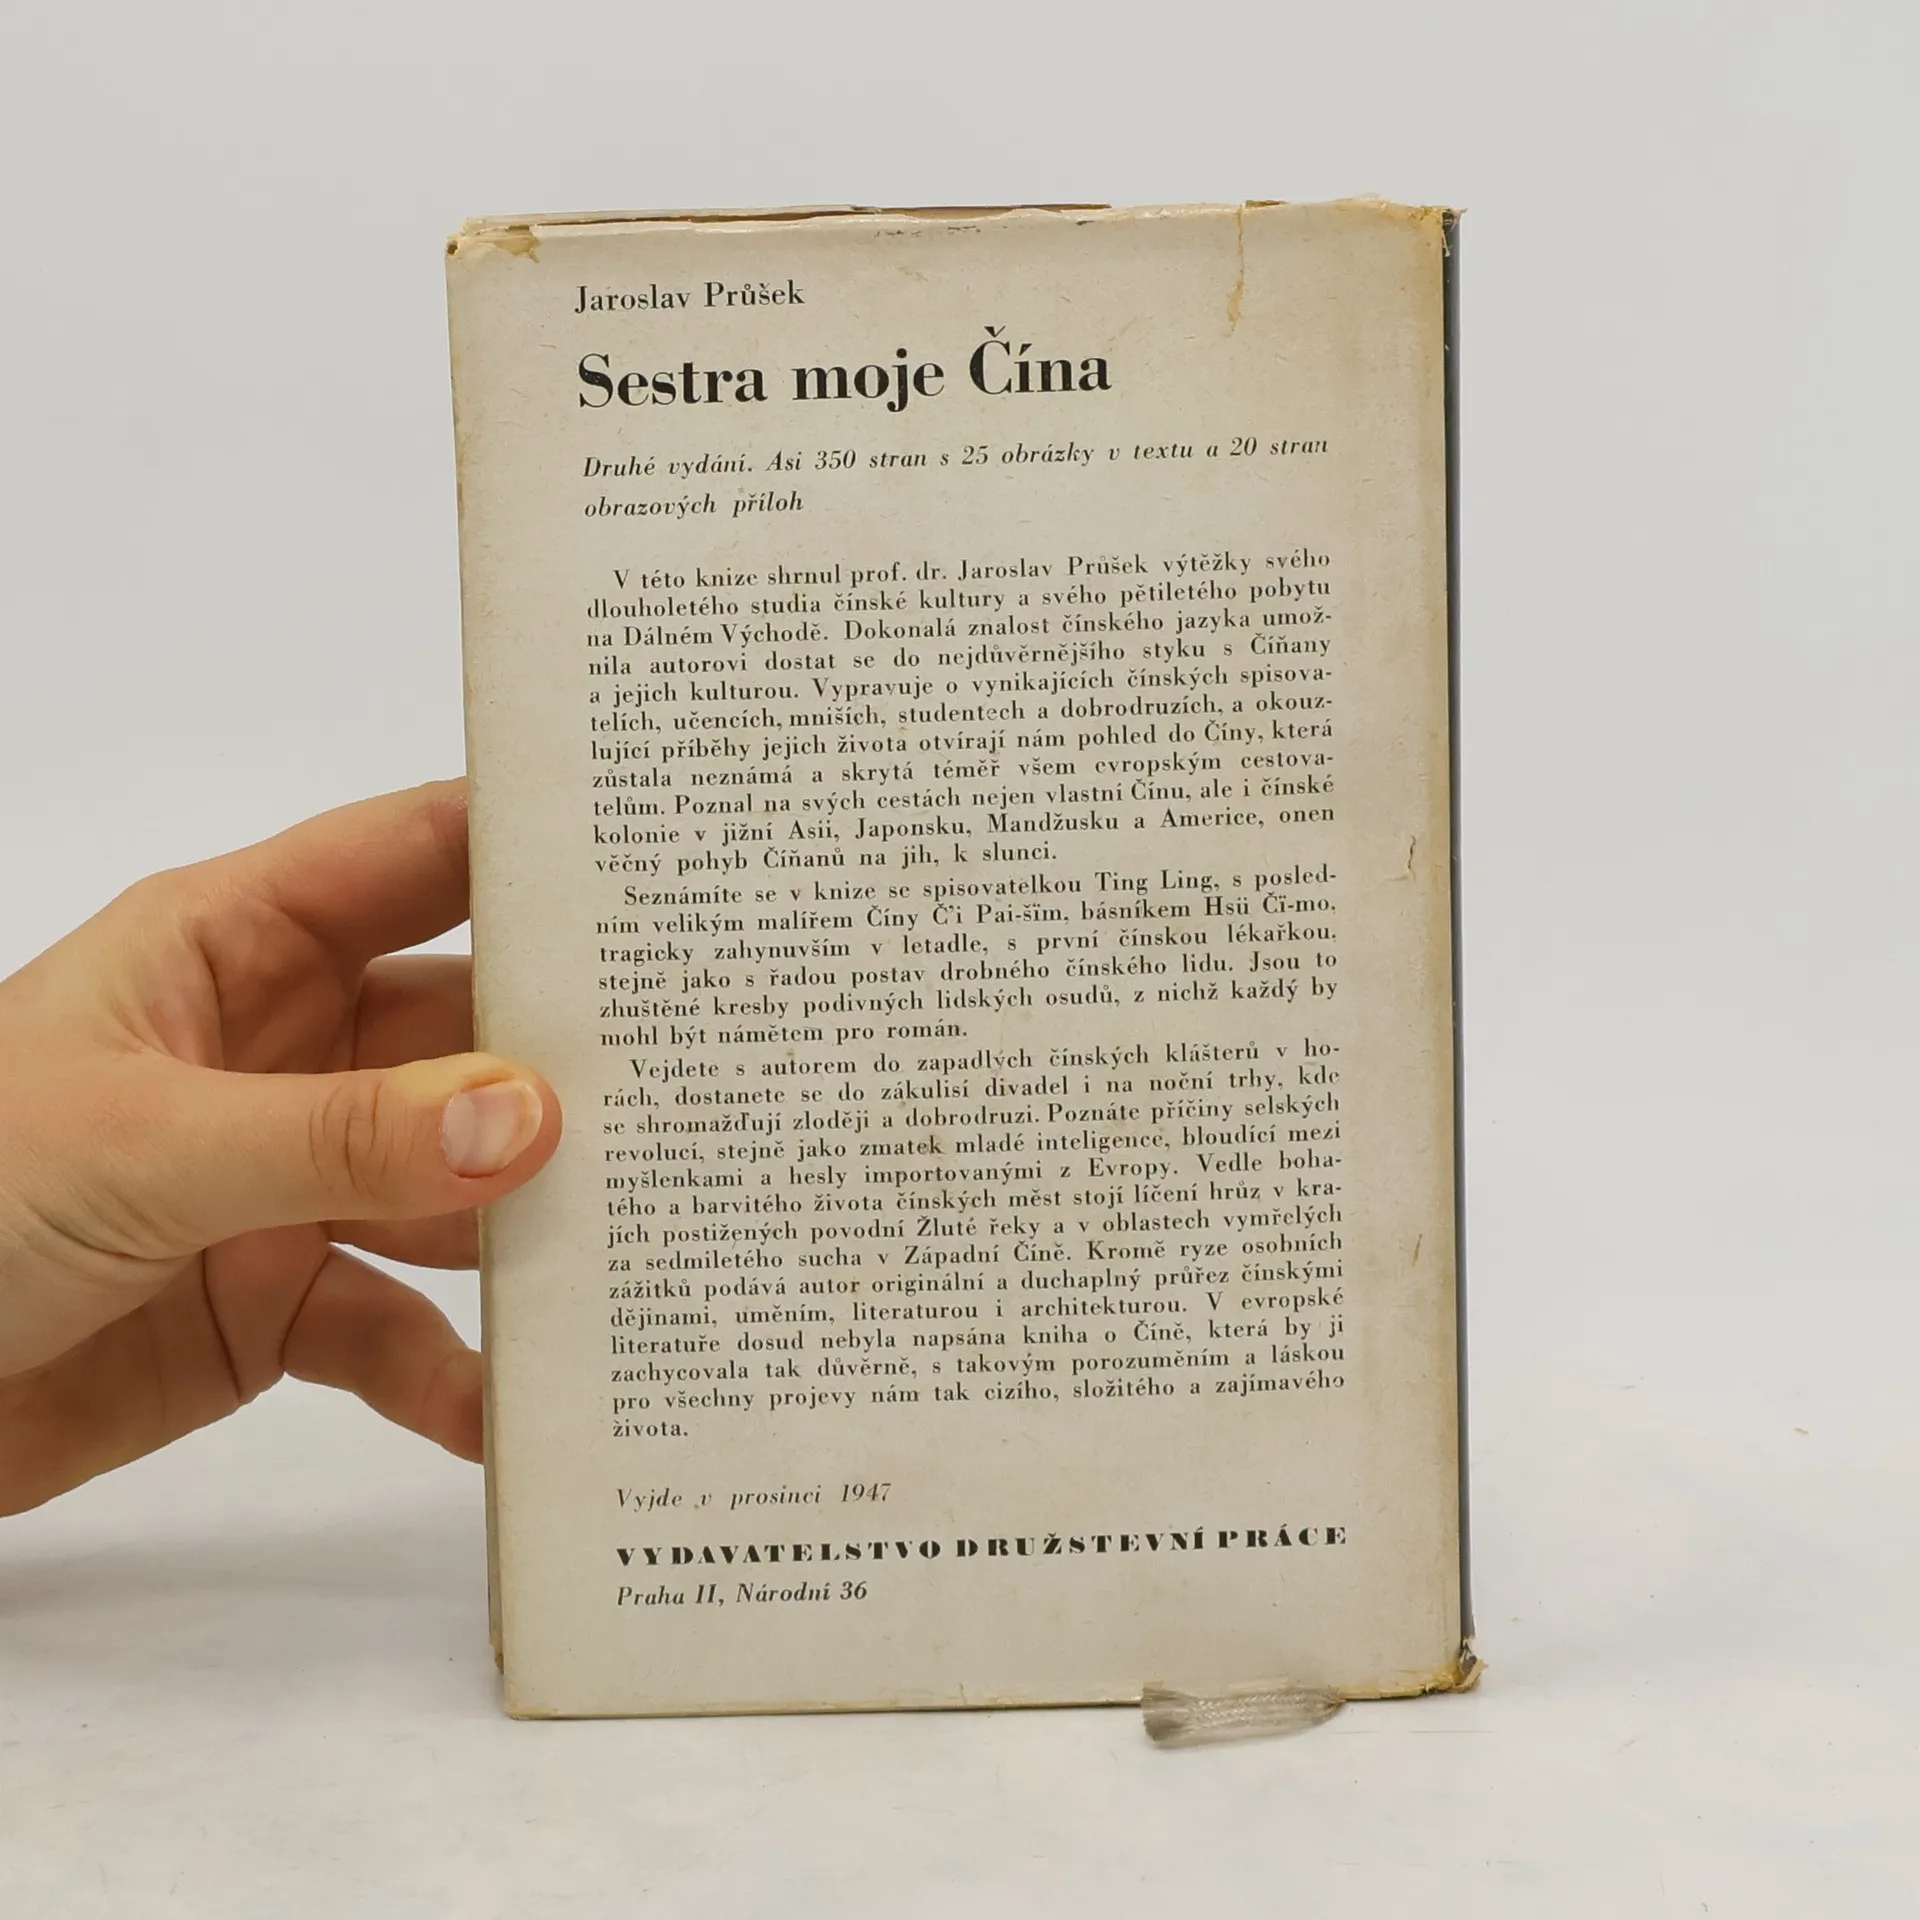 Jaroslav Průšek
Sestra moje Čína
Druhé vydání. Asi 350 stran s 25 obrázky v textu a 20 stran
obrazových příloh
V této knize shrnul prof. dr. Jaroslav Průšek výtěžky svého
dlouholetého studia čínské kultury a svého pětiletého pobytu
na Dálném Východě. Dokonalá znalost čínského jazyka umož-
nila autorovi dostat se do nejdůvěrnějšího styku s Číňany
a jejich kulturou. Vypravuje o vynikajících čínských spisova-
telích, učencích, mniších, studentech a dobrodruzích, a okouz-
lující příběhy jejich života otvírají nám pohled do Číny, která
zůstala neznámá a skrytá téměř všem evropským cestova-
telům. Poznal na svých cestách nejen vlastní Čínu, ale i čínské
kolonie v jižní Asii, Japonsku, Mandžusku a Americe, onen
věčný pohyb Číňanů na jih, k slunci.
Seznámíte se v knize se spisovatelkou Ting Ling, s posled-
ním velikým malířem Číny Č'i Pai-šïm, básníkem Hsü Čï-mo,
tragicky zahynuvším v letadle, s první čínskou lékařkou,
stejně jako s řadou postav drobného čínského lidu. Jsou to
zhuštěné kresby podivných lidských osudů, z nichž každý by
mohl být námětem pro román.
Vejdete s autorem do zapadlých čínských klášterů v ho-
rách, dostanete se do zákulisí divadel i na noční trhy, kde
se shromažďují zloději a dobrodruzi. Poznáte příčiny selských
revolucí, stejně jako zmatek mladé inteligence, bloudící mezi
myšlenkami a hesly importovanými z Evropy. Vedle boha-
tého a barvitého života čínských měst stojí líčení hrůz v kra-
jích postižených povodní Žluté řeky a v oblastech vymřelých
za sedmiletého sucha v Západní Číně. Kromě ryze osobních
zážitků podává autor originální a duchaplný průřez čínskými
dějinami, uměním, literaturou i architekturou. V evropské
literatuře dosud nebyla napsána kniha o Číně, která by ji
zachycovala tak důvěrně, s takovým porozuměním a láskou
pro všechny projevy nám tak cizího, složitého a zajímavého
života.
Vyjde v prosinci 1947
VYDAVATELSTVO DRUŽSTEVNÍ PRÁCE
Praha II, Národní 36